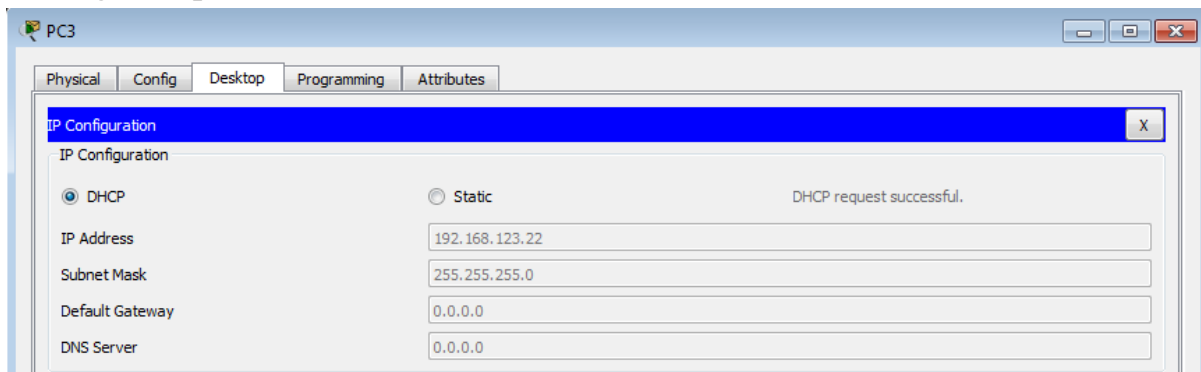 PC3
Physical Config Desktop Programming Attributes
IP Configuration X
IP Configuration
DHCP Static DHCP request successful.
IP Address 192.168.123.22
Subnet Mask 255.255.255.0
Default Gateway 0.0.0.0
DNS Server 0.0.0.0